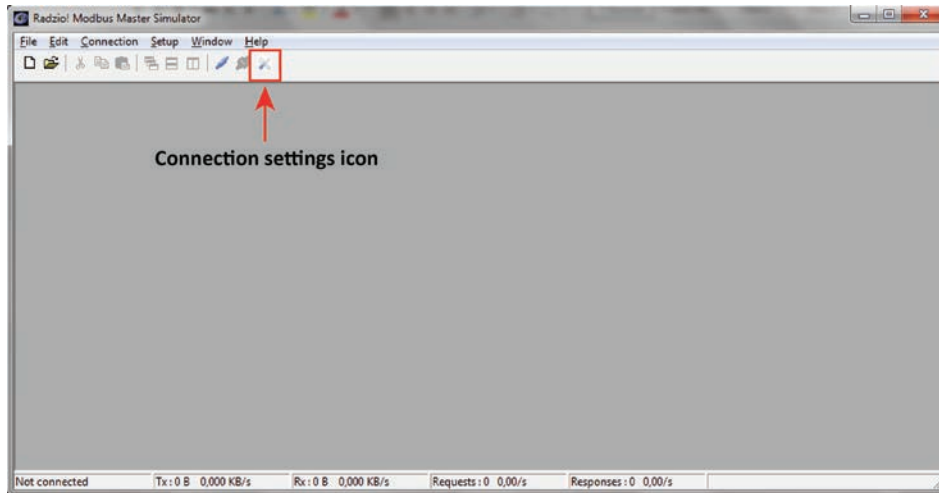 Radzio! Modbus Master Simulator
File Edit Connection Setup Window Help
Connection settings icon
Not connected Tx : 0 B 0,000 KB/s Rx : 0 B 0,000 KB/s Requests : 0 0,00/s Responses : 0 0,00/s